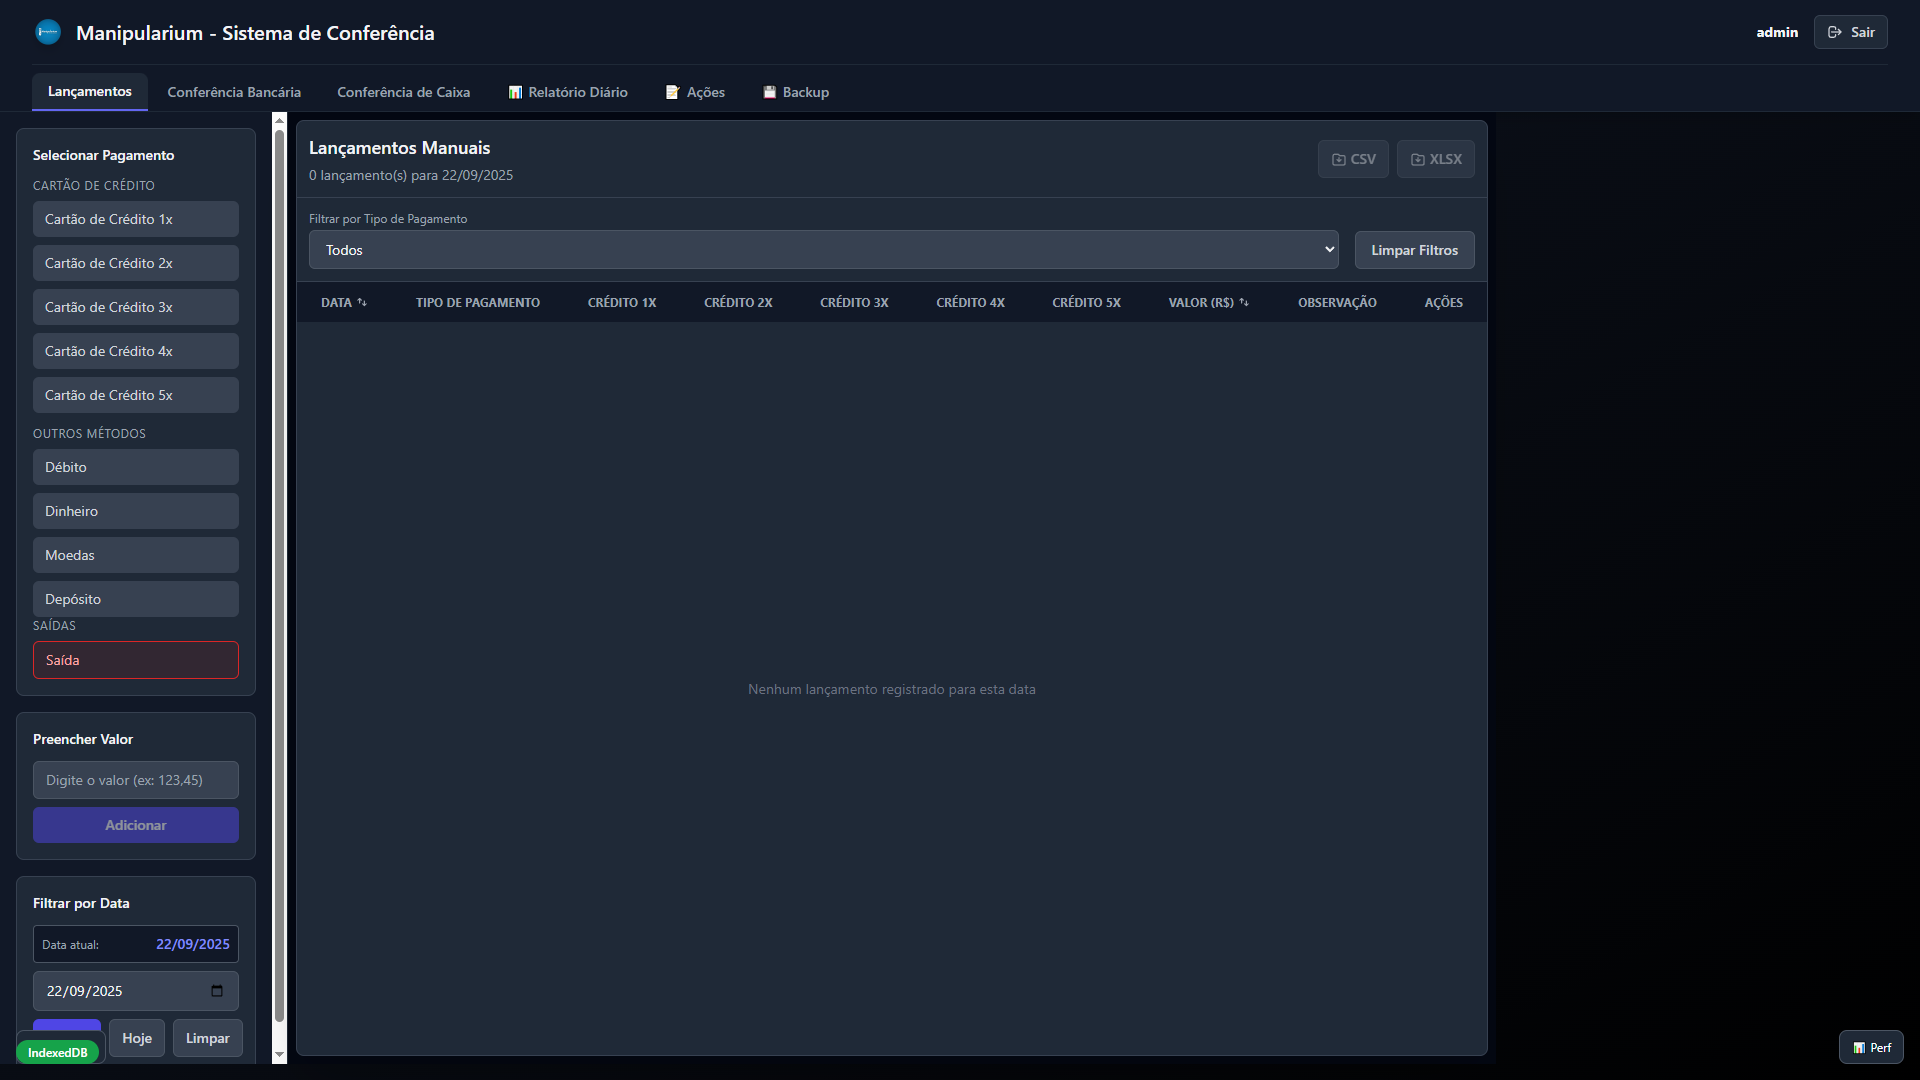 Manipularium - Sistema de Conferência
admin
Sair
Lançamentos
Conferência Bancária
Conferência de Caixa
Relatório Diário
Ações
Backup
Selecionar Pagamento
CARTÃO DE CRÉDITO
Cartão de Crédito 1x
Cartão de Crédito 2x
Cartão de Crédito 3x
Cartão de Crédito 4x
Cartão de Crédito 5x
OUTROS MÉTODOS
Débito
Dinheiro
Moedas
Depósito
SAÍDAS
Saída
Preencher Valor
Digite o valor (ex: 123,45)
Adicionar
Filtrar por Data
Data atual: 22/09/2025
22/09/2025
Hoje
Limpar
IndexedDB
Lançamentos Manuais
0 lançamento(s) para 22/09/2025
CSV
XLSX
Filtrar por Tipo de Pagamento
Todos
Limpar Filtros
DATA
TIPO DE PAGAMENTO
CRÉDITO 1X
CRÉDITO 2X
CRÉDITO 3X
CRÉDITO 4X
CRÉDITO 5X
VALOR (R$)
OBSERVAÇÃO
AÇÕES
Nenhum lançamento registrado para esta data
Perf